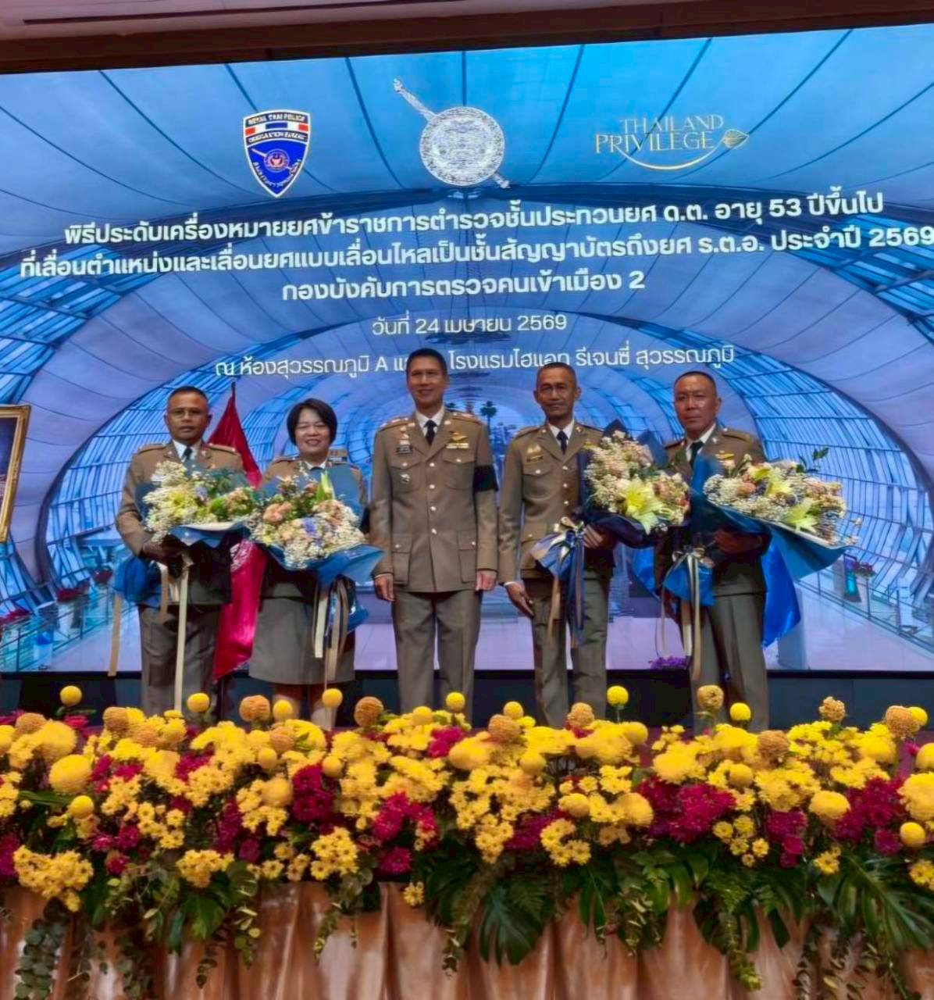 ROYAL THAI POLICE
IMMIGRATION BUREAU
THAILAND
PRIVILEGE
พิธีประดับเครื่องหมายยศข้าราชการตำรวจชั้นประทวนยศ ด.ต. อายุ 53 ปีขึ้นไป
ที่เลื่อนตำแหน่งและเลื่อนยศแบบเลื่อนไหลเป็นชั้นสัญญาบัตรถึงยศ ร.ต.อ. ประจำปี 2569
กองบังคับการตรวจคนเข้าเมือง 2
วันที่ 24 เมษายน 2569
ณ ห้องสุวรรณภูมิ A โรงแรมไฮแอท รีเจนซี่ สุวรรณภูมิ